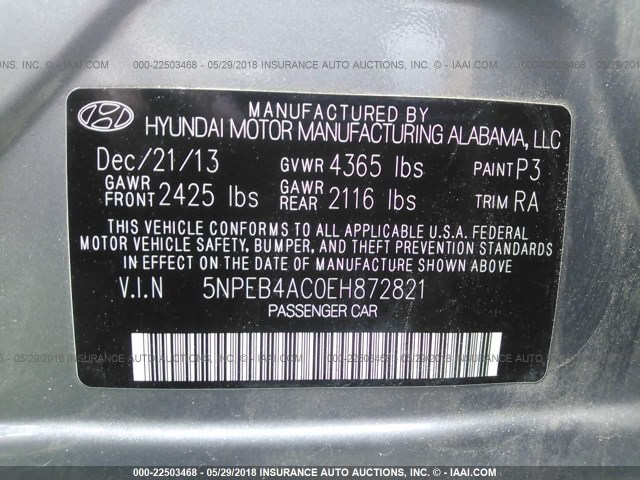 000-22503468 - 05/29/2018 INSURANCE AUTO AUCTIONS, INC. © - IAAI.COM
MANUFACTURED BY
HYUNDAI MOTOR MANUFACTURING ALABAMA, LLC
Dec/21/13 GVWR 4365 lbs PAINT P3
GAWR FRONT 2425 lbs GAWR REAR 2116 lbs TRIM RA
THIS VEHICLE CONFORMS TO ALL APPLICABLE U.S.A. FEDERAL
MOTOR VEHICLE SAFETY, BUMPER, AND THEFT PREVENTION STANDARDS
IN EFFECT ON THE DATE OF MANUFACTURE SHOWN ABOVE
V.I.N 5NPEB4AC0EH872821
PASSENGER CAR
000-22503468 - 05/29/2018 INSURANCE AUTO AUCTIONS, INC. © - IAAI.COM